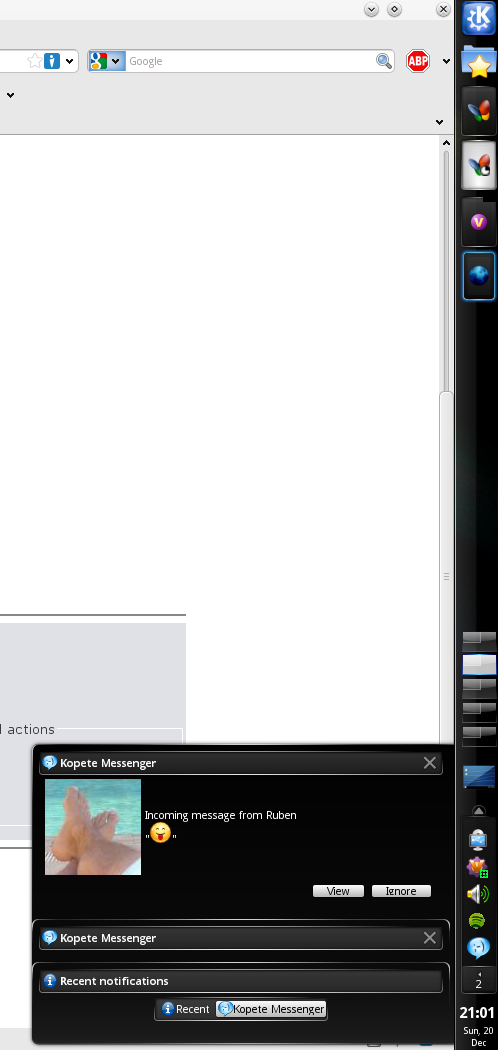 Google
ABP
V
l actions
Kopete Messenger
Incoming message from Ruben
" "
View
Ignore
Kopete Messenger
Recent notifications
Recent
Kopete Messenger
2
21:01
Sun, 20
Dec